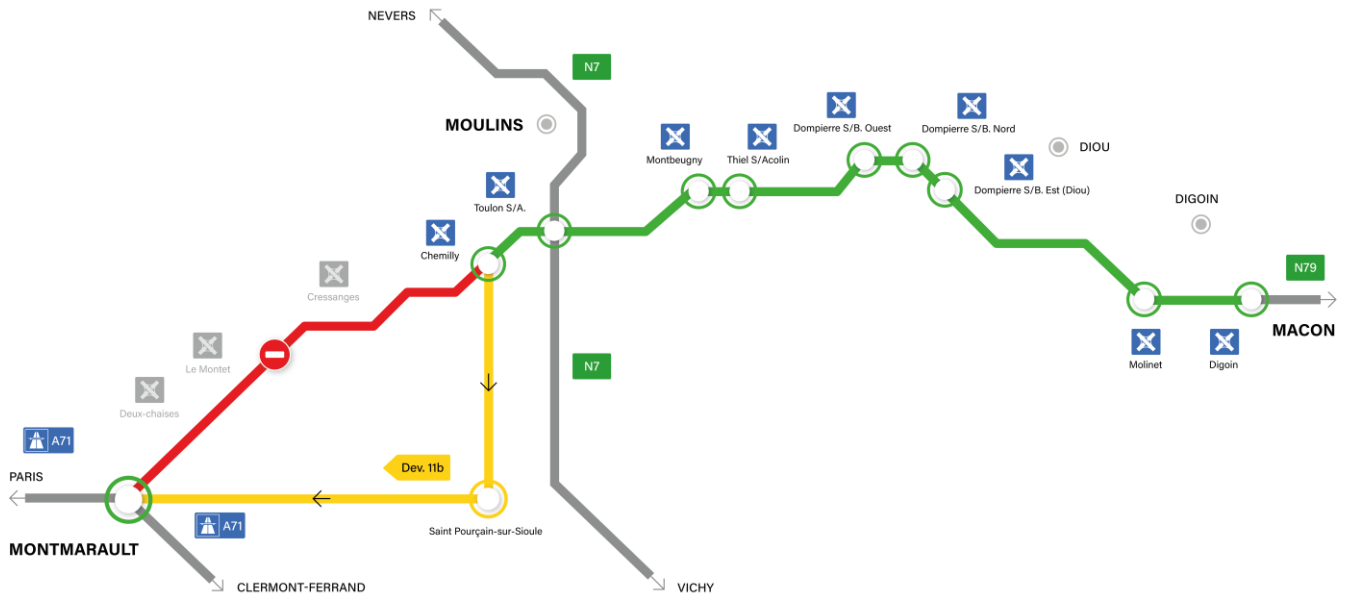 NEVERS
N7
MOULINS
Dompierre S/B. Ouest
Dompierre S/B. Nord
Montbeugny
Thiel S/Acolin
DIOU
Dompierre S/B. Est (Diou)
Toulon S/A.
DIGOIN
Chemilly
N79
Cressanges
MACON
Le Montet
N7
Molinet
Digoin
Deux-chaises
A71
PARIS
Dev. 11b
A71
Saint Pourçain-sur-Sioule
MONTMARAULT
CLERMONT-FERRAND
VICHY